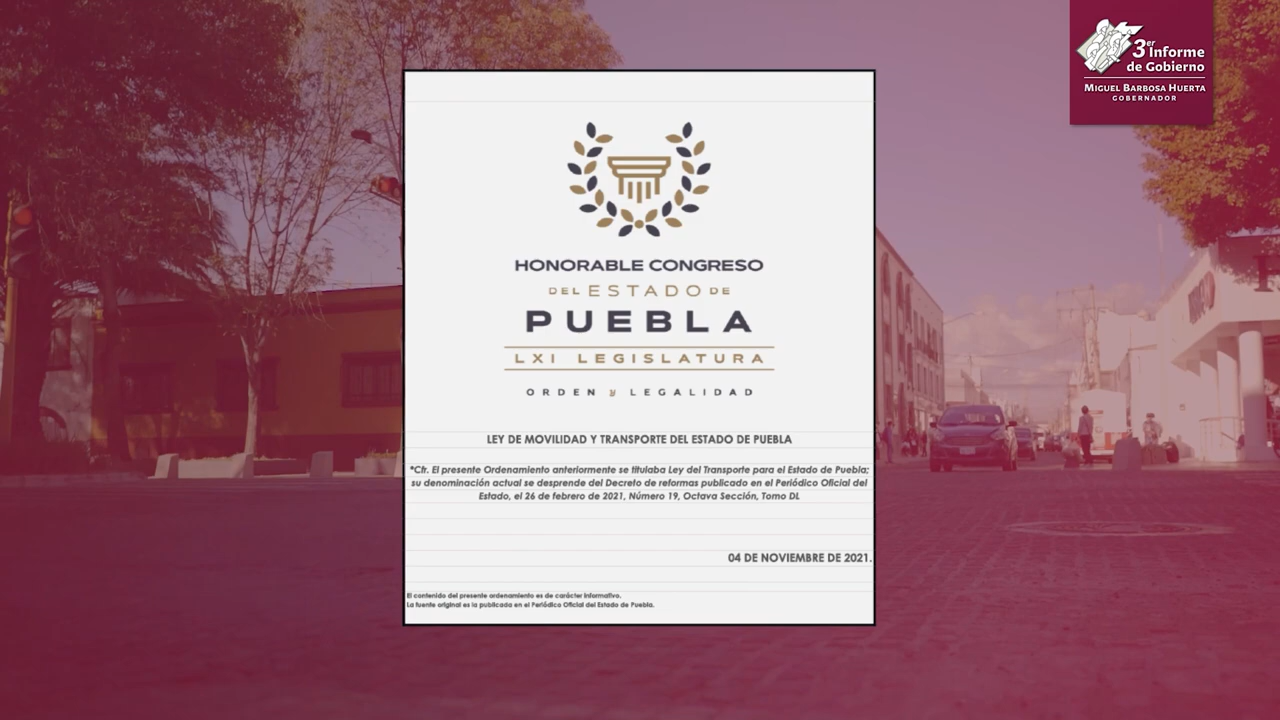 3er Informe
de Gobierno
MIGUEL BARBOSA HUERTA
GOBERNADOR
HONORABLE CONGRESO
DEL ESTADO DE
PUEBLA
LXI LEGISLATURA
ORDEN y LEGALIDAD
LEY DE MOVILIDAD Y TRANSPORTE DEL ESTADO DE PUEBLA
*Cfr. El presente Ordenamiento anteriormente se titulaba Ley del Transporte para el Estado de Puebla;
su denominación actual se desprende del Decreto de reformas publicado en el Periódico Oficial del
Estado, el 26 de febrero de 2021, Número 19, Octava Sección, Tomo DL
04 DE NOVIEMBRE DE 2021.
El contenido del presente ordenamiento es de carácter informativo.
La fuente original es la publicada en el Periódico Oficial del Estado de Puebla.